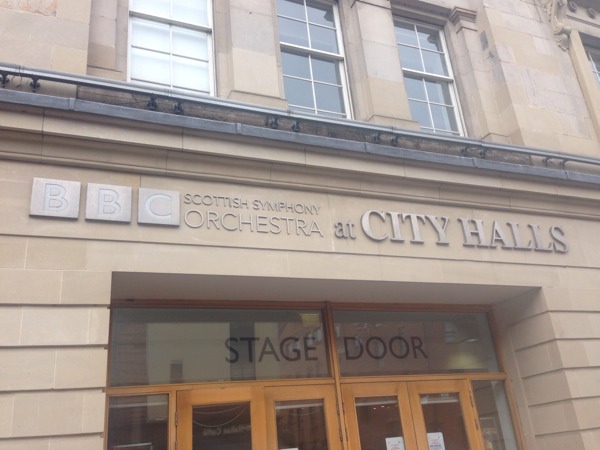 BBC SCOTTISH SYMPHONY
ORCHESTRA at CITY HALLS
STAGE DOOR